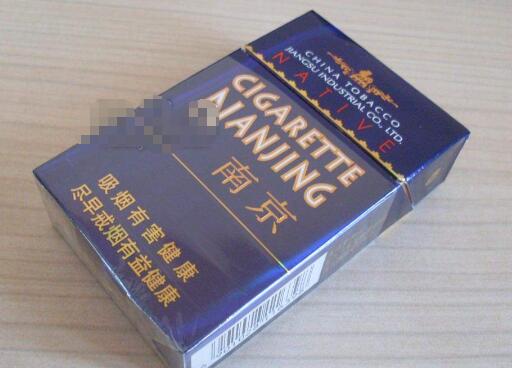 CHINA TOBACCO
JIANGSU INDUSTRIAL CO., LTD.
NATIVE
CIGARETTE
NANJING
南京
吸烟有害健康
尽早戒烟有益健康